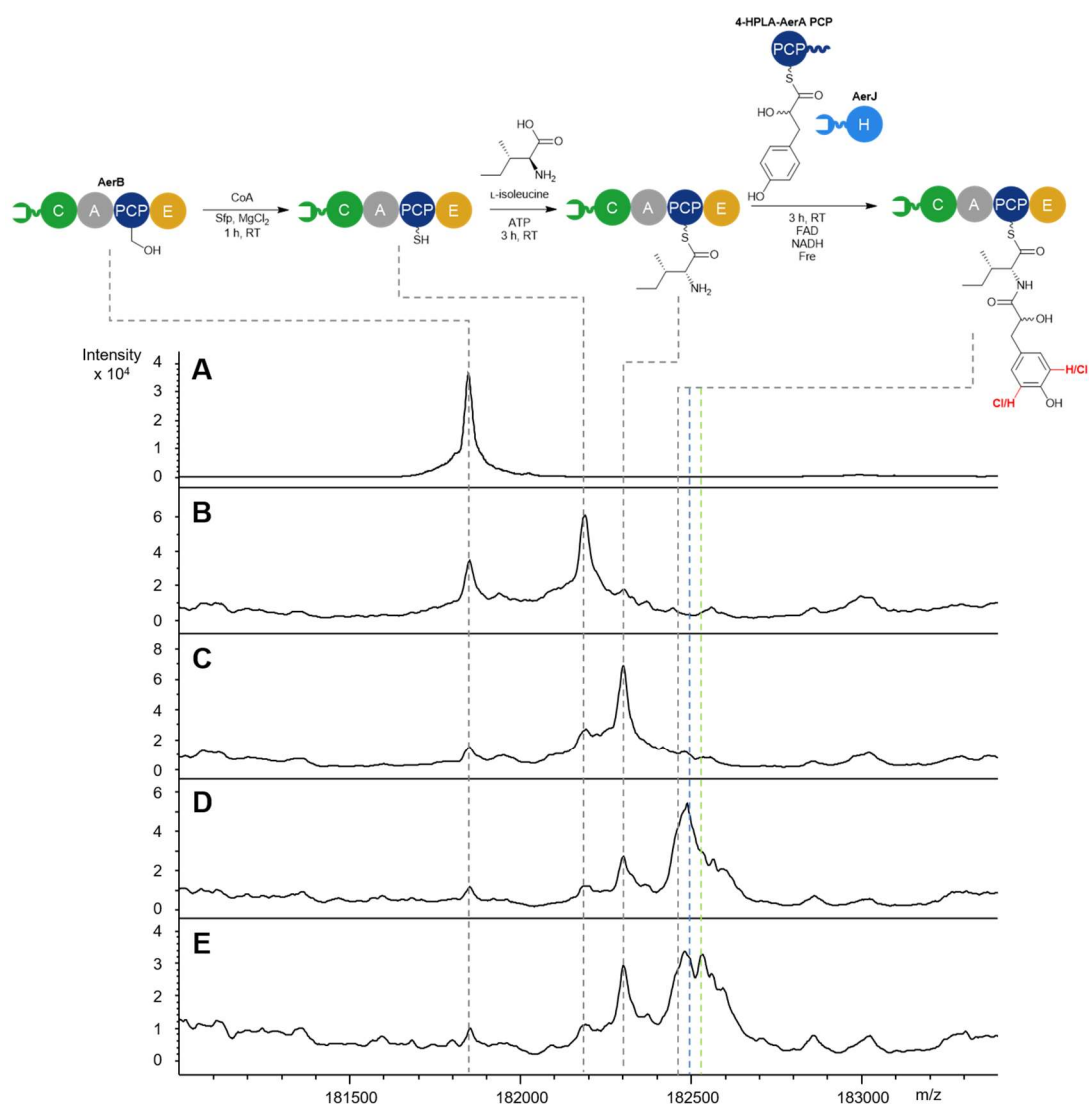 4-HPLA-AerA PCP
PCP
S
O
HO
AerJ
H
HO
HO
O
NH₂
AerB
C A PCP E
OH
CoA
Sfp, MgCl₂
1 h, RT
C A PCP E
SH
L-isoleucine
ATP
3 h, RT
C A PCP E
S
O
NH₂
3 h, RT
FAD
NADH
Fre
C A PCP E
S
O
NH
O
OH
H/Cl
Cl/H
OH
Intensity
x 10⁴
A
4
3
2
1
0
B
6
4
2
0
C
8
6
4
2
0
D
6
4
2
0
E
4
3
2
1
0
181500 182000 182500 183000 m/z